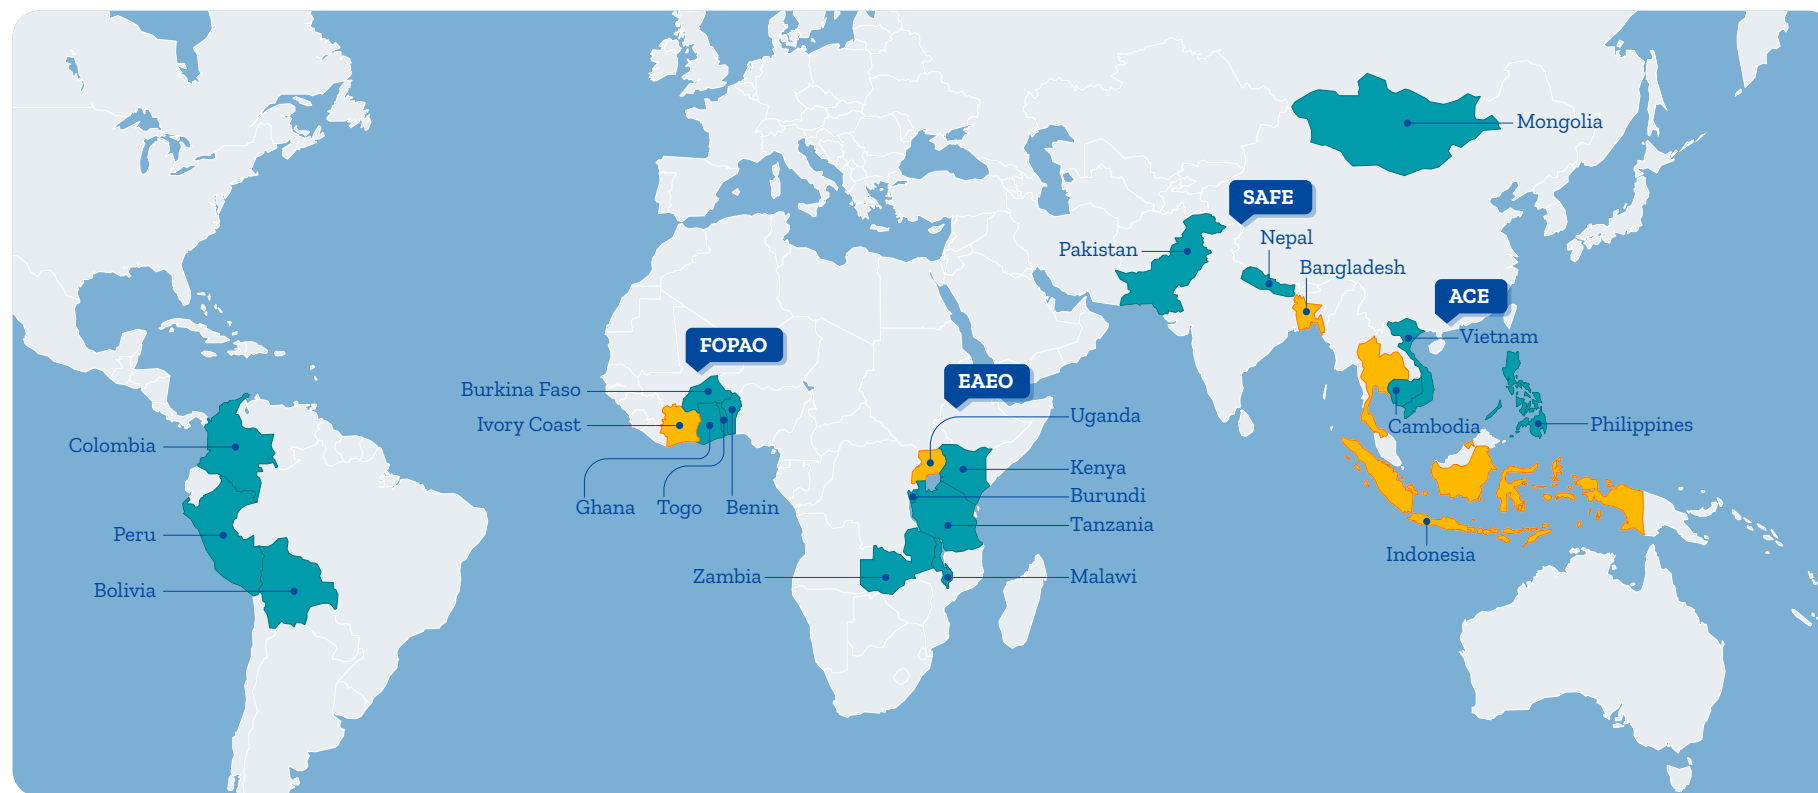 Mongolia
SAFE
Nepal
Pakistan
Bangladesh
ACE
Vietnam
FOPAO
EAEO
Burkina Faso
Uganda
Ivory Coast
Cambodia
Philippines
Colombia
Kenya
Burundi
Ghana
Togo
Benin
Tanzania
Peru
Indonesia
Zambia
Malawi
Bolivia